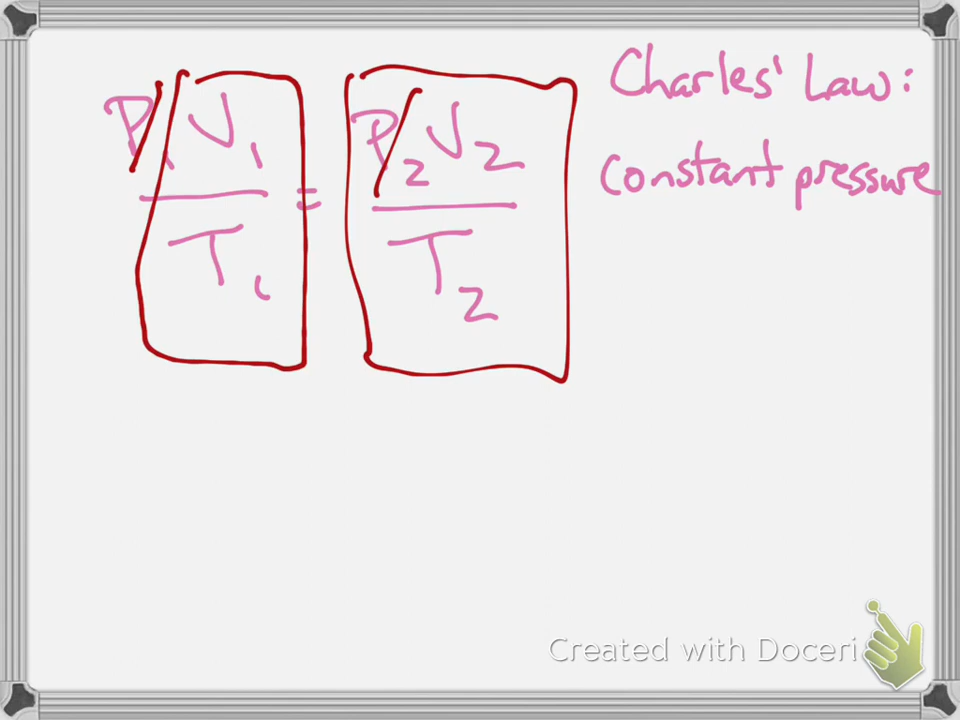 P₁V₁ = P₂V₂
T₁ T₂
Charles' Law:
constant pressure
Created with Doceri